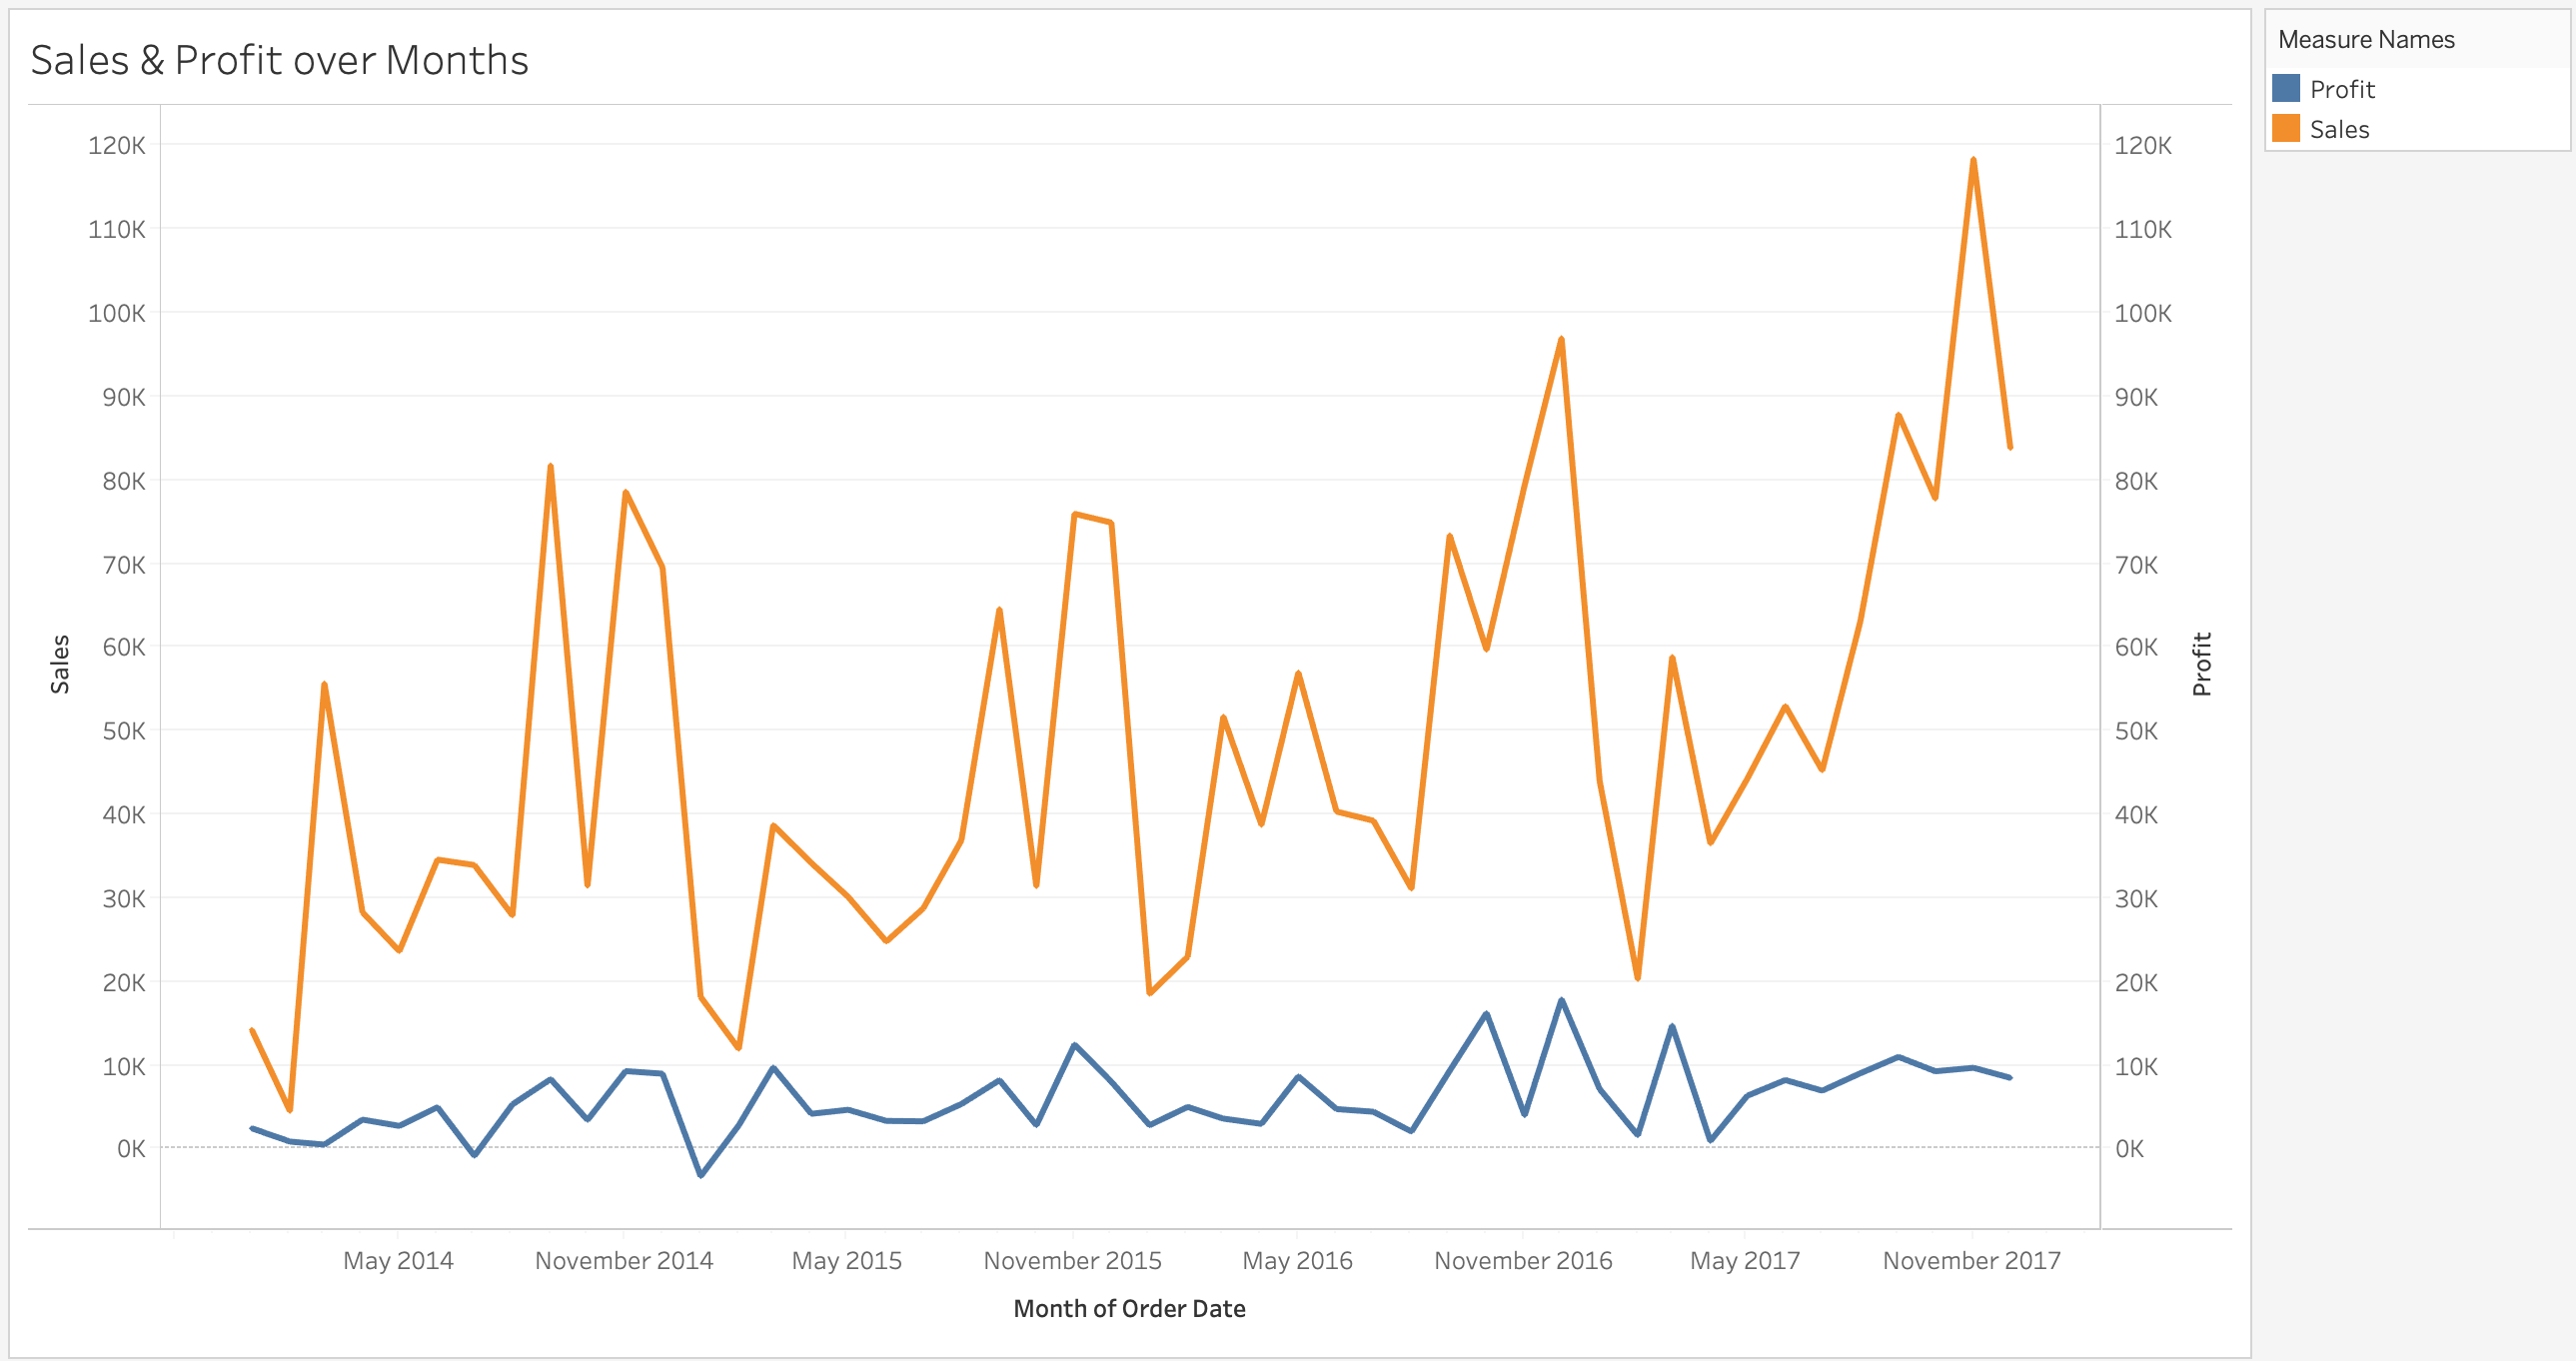 Sales & Profit over Months
Measure Names
Profit
Sales
120K
110K
100K
90K
80K
70K
60K
50K
40K
30K
20K
10K
0K
Sales
120K
110K
100K
90K
80K
70K
60K
50K
40K
30K
20K
10K
0K
Profit
May 2014 November 2014 May 2015 November 2015 May 2016 November 2016 May 2017 November 2017
Month of Order Date